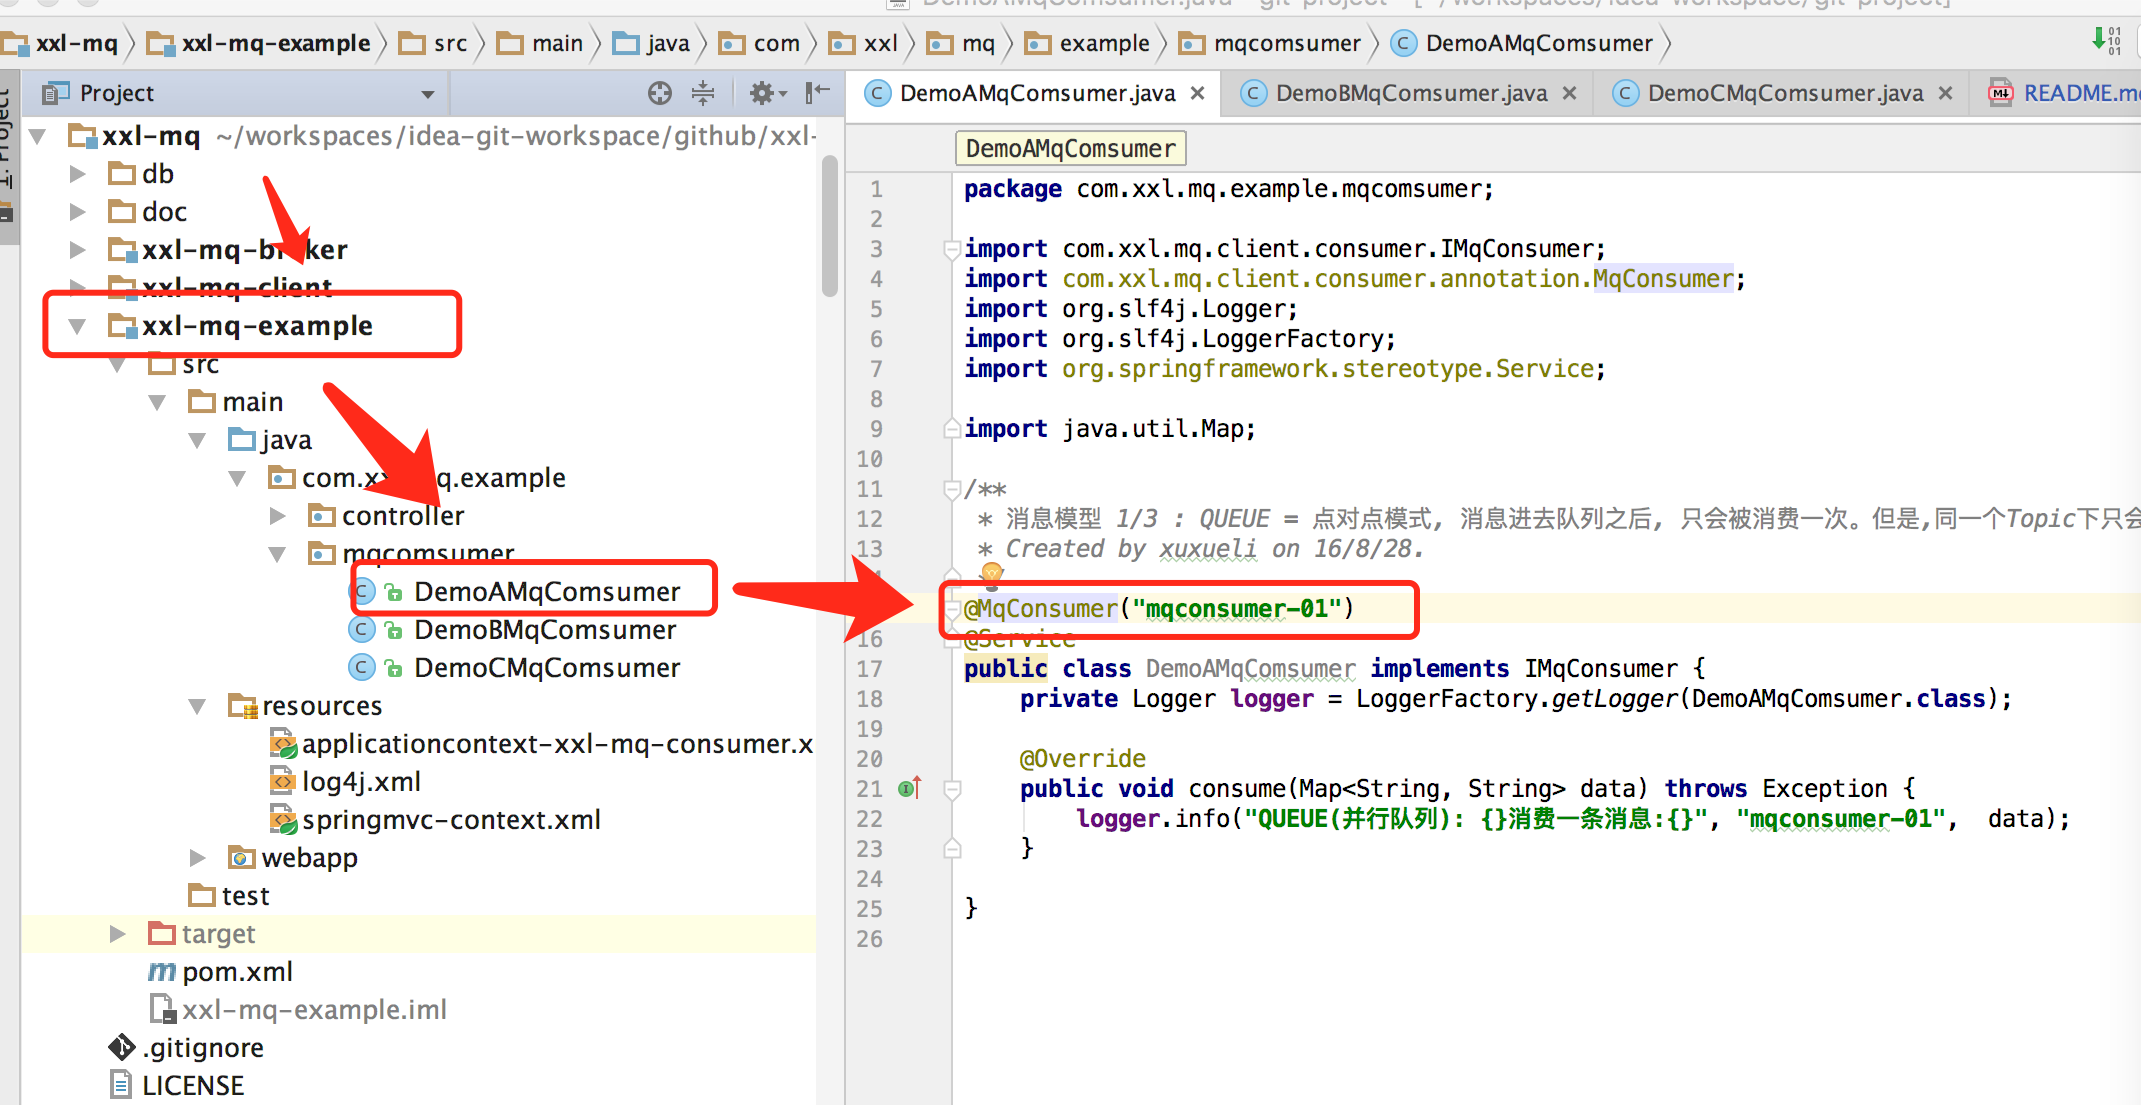 xxl-mq xxl-mq-example src main java com xxl mq example mqcomsumer DemoAMqComsumer
Project
DemoAMqComsumer.java DemoBMqComsumer.java DemoCMqComsumer.java README.m
xxl-mq ~/workspaces/idea-git-workspace/github/xxl-
db
doc
xxl-mq-br ker
xxl-mq-client
xxl-mq-example
src
main
java
com.xx q.example
controller
mqcomsumer
DemoAMqComsumer
DemoBMqComsumer
DemoCMqComsumer
resources
applicationcontext-xxl-mq-consumer.x
log4j.xml
springmvc-context.xml
webapp
test
target
pom.xml
xxl-mq-example.iml
.gitignore
LICENSE
DemoAMqComsumer
1 package com.xxl.mq.example.mqcomsumer;
2
3 import com.xxl.mq.client.consumer.IMqConsumer;
4 import com.xxl.mq.client.consumer.annotation.MqConsumer;
5 import org.slf4j.Logger;
6 import org.slf4j.LoggerFactory;
7 import org.springframework.stereotype.Service;
8
9 import java.util.Map;
10
11 /**
12 * 消息模型 1/3 : QUEUE = 点对点模式, 消息进去队列之后, 只会被消费一次。但是,同一个Topic下只会
13 * Created by xuxueli on 16/8/28.
@MqConsumer("mqconsumer-01")
16 @Service
17 public class DemoAMqComsumer implements IMqConsumer {
18 private Logger logger = LoggerFactory.getLogger(DemoAMqComsumer.class);
19
20 @Override
21 public void consume(Map<String, String> data) throws Exception {
22 logger.info("QUEUE(并行队列): {}消费一条消息:{}", "mqconsumer-01", data);
23 }
24
25 }
26